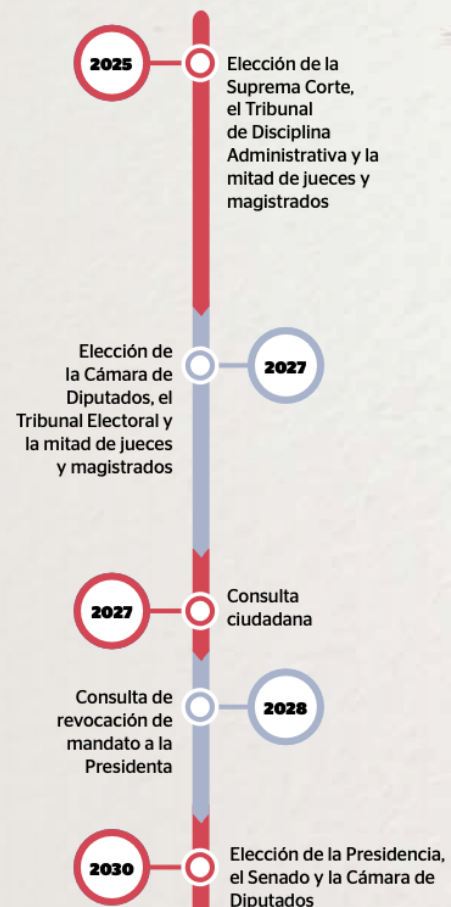 2025
Elección de la
Suprema Corte,
el Tribunal
de Disciplina
Administrativa y la
mitad de jueces y
magistrados
2027
Elección de
la Cámara de
Diputados, el
Tribunal Electoral y
la mitad de jueces
y magistrados
2027
Consulta
ciudadana
2028
Consulta de
revocación de
mandato a la
Presidenta
2030
Elección de la Presidencia,
el Senado y la Cámara de
Diputados